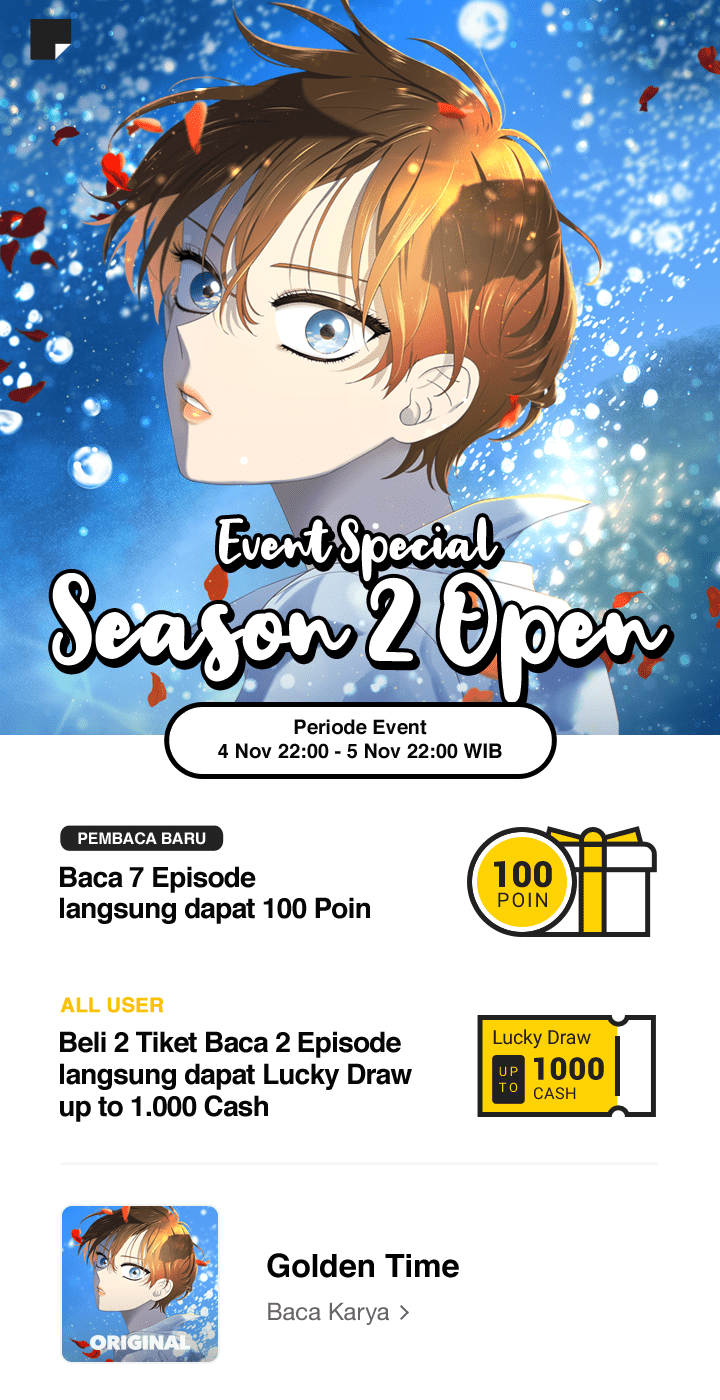 Event Special
Season 2 Open
Periode Event
4 Nov 22:00 - 5 Nov 22:00 WIB
PEMBACA BARU
Baca 7 Episode
langsung dapat 100 Poin
100
POIN
ALL USER
Beli 2 Tiket Baca 2 Episode
langsung dapat Lucky Draw
up to 1.000 Cash
Lucky Draw
UP TO
1000
CASH
ORIGINAL
Golden Time
Baca Karya >